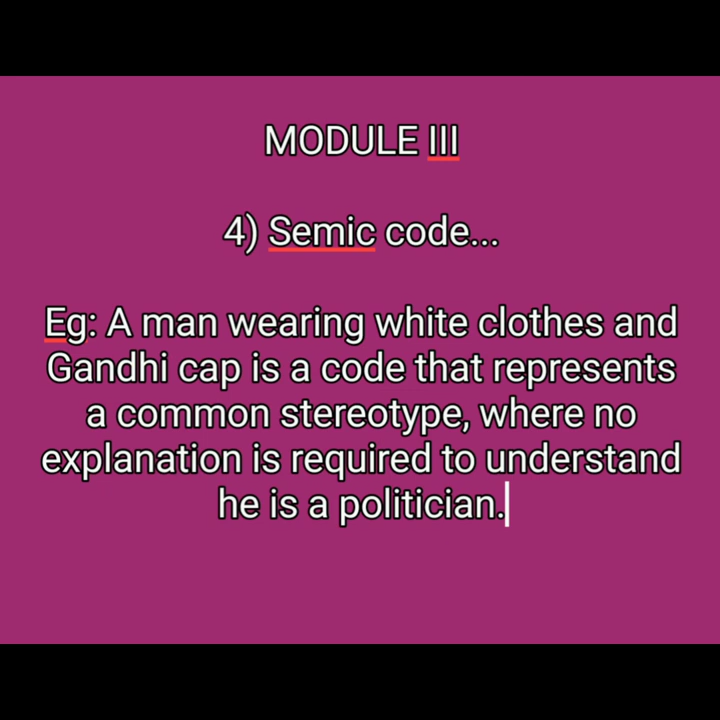 MODULE III
4) Semic code...
Eg: A man wearing white clothes and
Gandhi cap is a code that represents
a common stereotype, where no
explanation is required to understand
he is a politician.